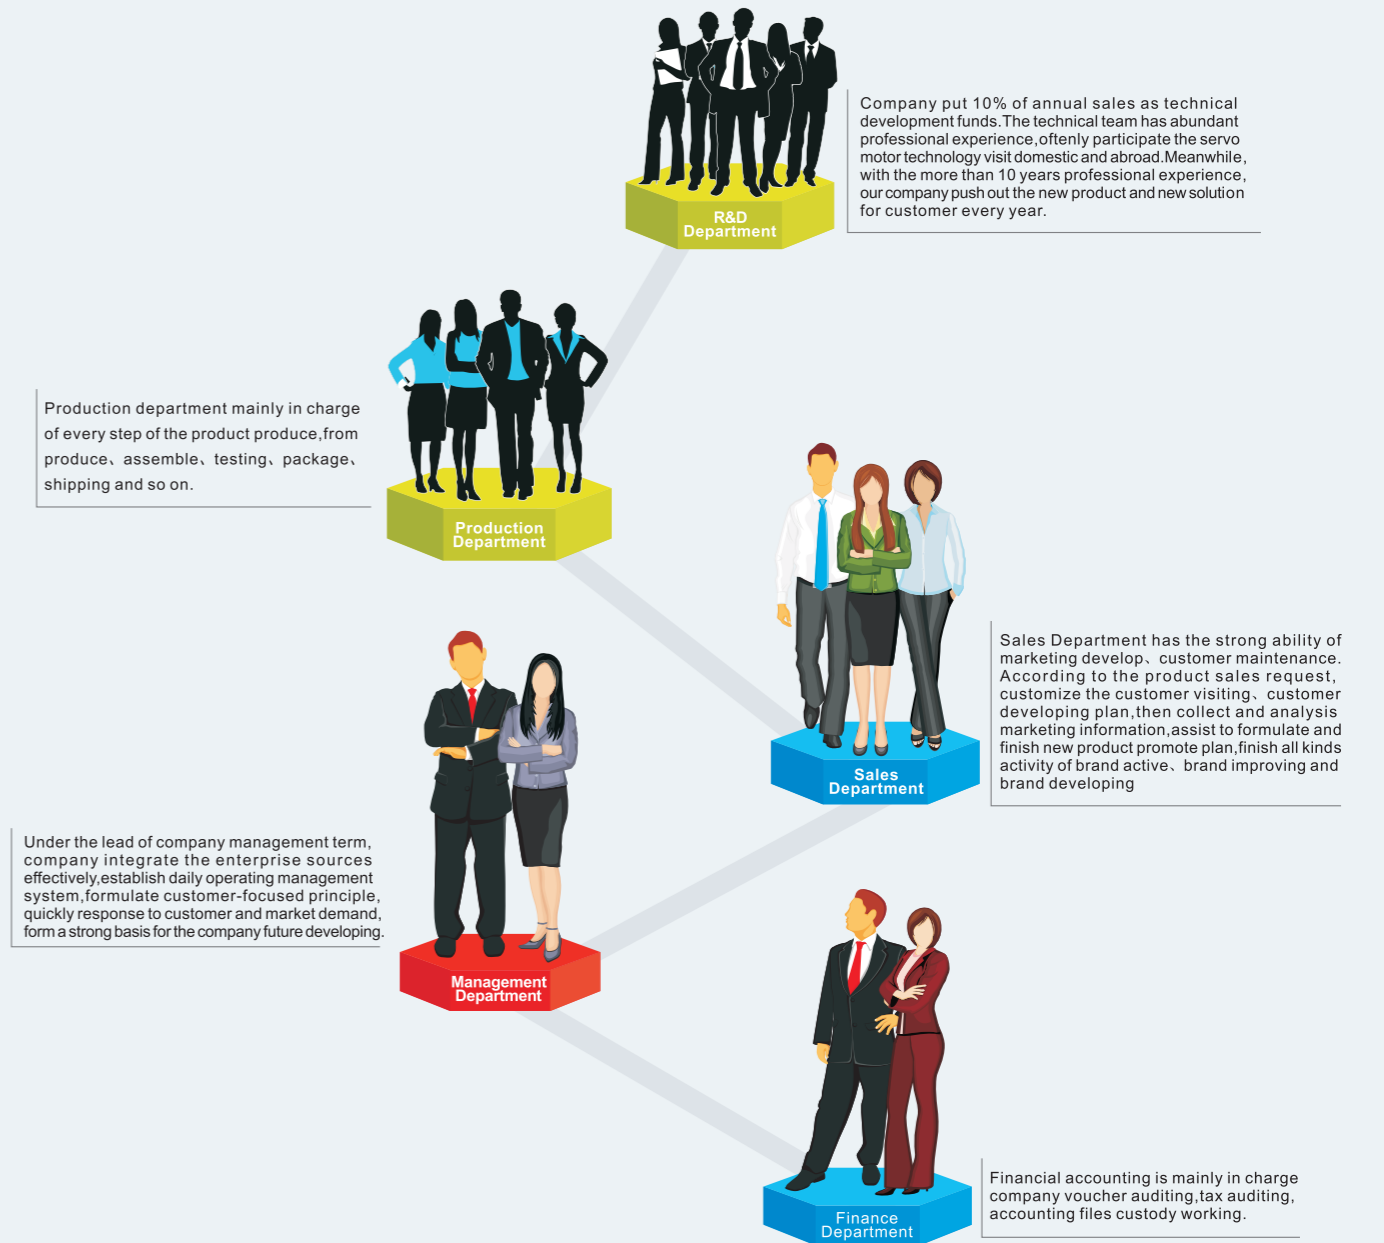 Company put 10% of annual sales as technical
development funds.The technical team has abundant
professional experience,oftenly participate the servo
motor technology visit domestic and abroad.Meanwhile,
with the more than 10 years professional experience,
our company push out the new product and new solution
for customer every year.
R&D
Department
Production department mainly in charge
of every step of the product produce,from
produce、assemble、testing、package、
shipping and so on.
Production
Department
Sales Department has the strong ability of
marketing develop、customer maintenance.
According to the product sales request,
customize the customer visiting、customer
developing plan,then collect and analysis
marketing information,assist to formulate and
finish new product promote plan,finish all kinds
activity of brand active、brand improving and
brand developing
Sales
Department
Under the lead of company management term,
company integrate the enterprise sources
effectively,establish daily operating management
system,formulate customer-focused principle,
quickly response to customer and market demand,
form a strong basis for the company future developing.
Management
Department
Financial accounting is mainly in charge
company voucher auditing,tax auditing,
accounting files custody working.
Finance
Department